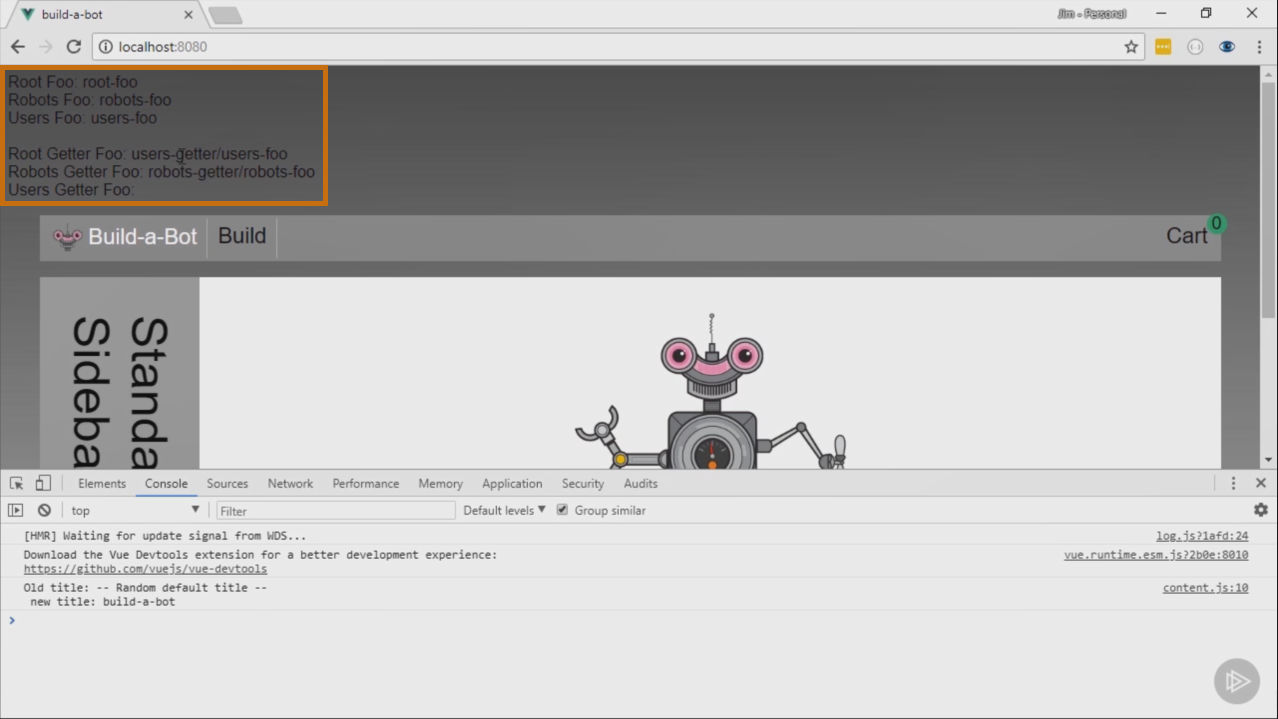 build-a-bot
Jim - Personal
localhost:8080
Root Foo: root-foo
Robots Foo: robots-foo
Users Foo: users-foo
Root Getter Foo: users-getter/users-foo
Robots Getter Foo: robots-getter/robots-foo
Users Getter Foo:
Build-a-Bot Build Cart 0
Standa
Sideba
Elements Console Sources Network Performance Memory Application Security Audits
top Filter Default levels Group similar
[HMR] Waiting for update signal from WDS... log.js?1afd:24
Download the Vue Devtools extension for a better development experience: vue.runtime.esm.js?2b0e:8010
https://github.com/vuejs/vue-devtools
Old title: -- Random default title -- content.js:10
new title: build-a-bot